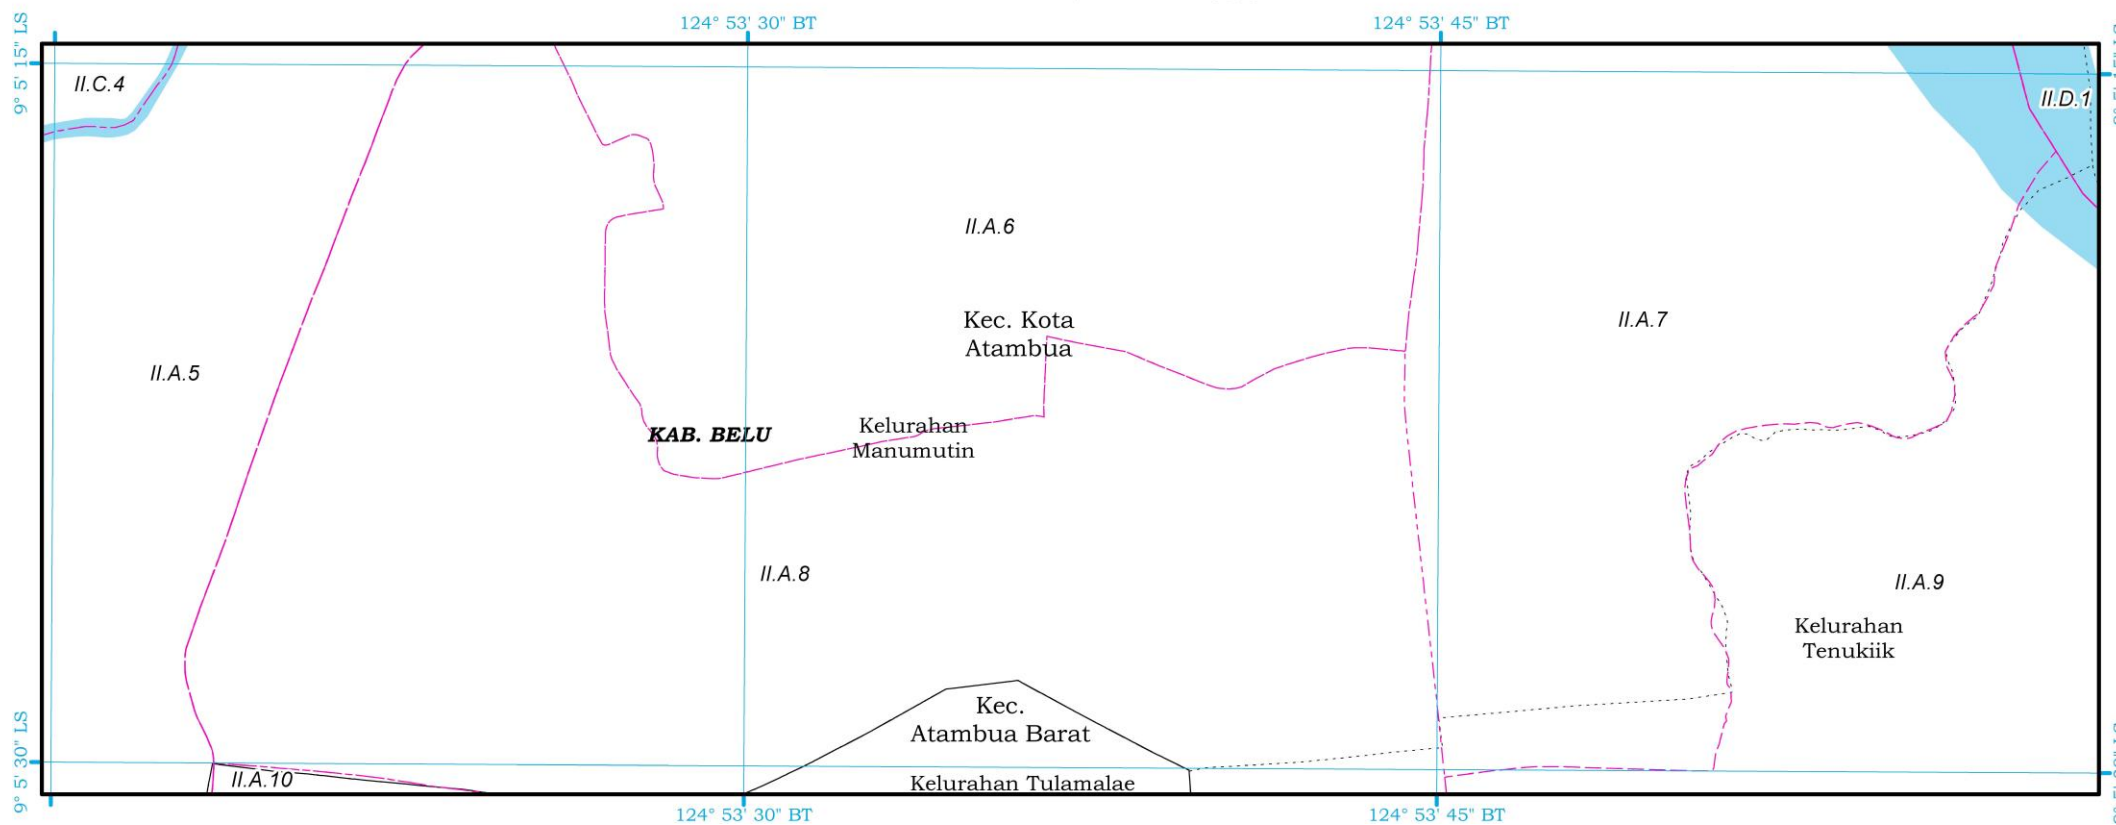 124° 53' 30" BT
124° 53' 45" BT
9° 5' 15" LS
II.C.4
II.D.1
II.A.6
Kec. Kota
Atambua
II.A.7
II.A.5
KAB. BELU
Kelurahan
Manumutin
II.A.8
II.A.9
Kelurahan
Tenukiik
Kec.
Atambua Barat
9° 5' 30" LS
II.A.10
Kelurahan Tulamalae
124° 53' 30" BT
124° 53' 45" BT